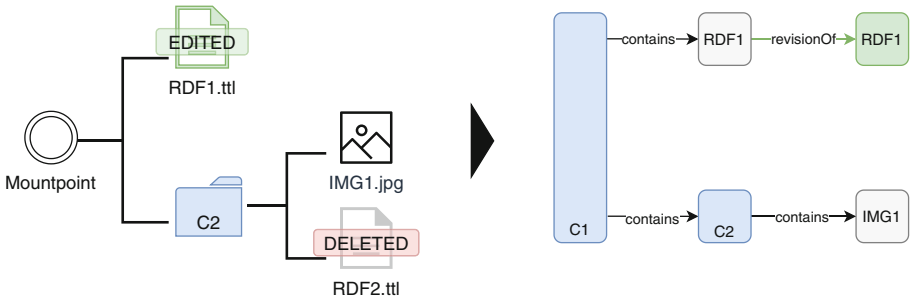 EDITED
RDF1.ttl
Mountpoint
C2
IMG1.jpg
DELETED
RDF2.ttl
C1
contains
RDF1
revisionOf
RDF1
contains
C2
contains
IMG1